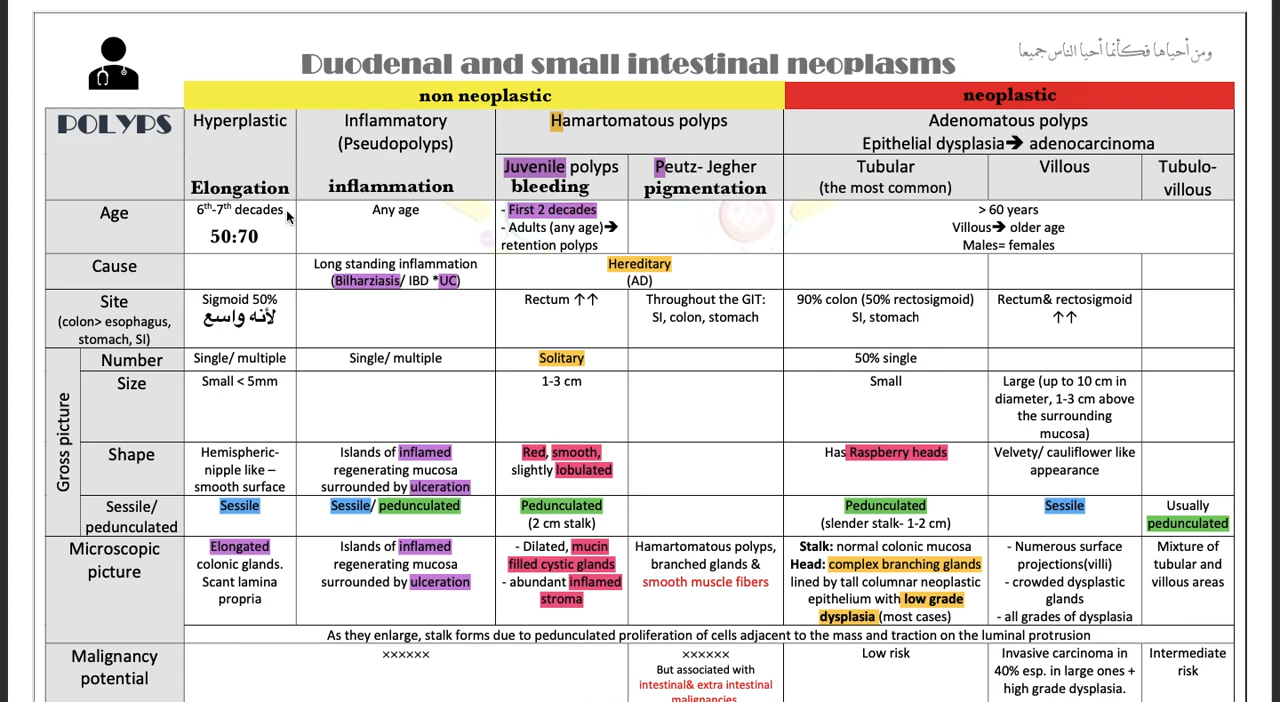 ومن أحياها فكأنما أحيا الناس جميعا
Duodenal and small intestinal neoplasms
non neoplastic
neoplastic
POLYPS
Hyperplastic
Elongation
Inflammatory
(Pseudopolyps)
inflammation
Hamartomatous polyps
Juvenile polyps
bleeding
Peutz- Jegher
pigmentation
Adenomatous polyps
Epithelial dysplasia➔ adenocarcinoma
Tubular
(the most common)
Villous
Tubulo-
villous
Age
6th-7th decades
50:70
Any age
- First 2 decades
- Adults (any age)➔
retention polyps
> 60 years
Villous➔ older age
Males= females
Cause
Long standing inflammation
(Bilharziasis/ IBD *UC)
Hereditary
(AD)
Site
(colon> esophagus,
stomach, SI)
Sigmoid 50%
لأنه واسع
Rectum ↑↑
Throughout the GIT:
SI, colon, stomach
90% colon (50% rectosigmoid)
SI, stomach
Rectum& rectosigmoid
↑↑
Gross picture
Number
Single/ multiple
Single/ multiple
Solitary
50% single
Size
Small < 5mm
1-3 cm
Small
Large (up to 10 cm in
diameter, 1-3 cm above
the surrounding
mucosa)
Shape
Hemispheric-
nipple like –
smooth surface
Islands of inflamed
regenerating mucosa
surrounded by ulceration
Red, smooth,
slightly lobulated
Has Raspberry heads
Velvety/ cauliflower like
appearance
Sessile/
pedunculated
Sessile
Sessile/ pedunculated
Pedunculated
(2 cm stalk)
Pedunculated
(slender stalk- 1-2 cm)
Sessile
Usually
pedunculated
Microscopic
picture
Elongated
colonic glands.
Scant lamina
propria
Islands of inflamed
regenerating mucosa
surrounded by ulceration
- Dilated, mucin
filled cystic glands
- abundant inflamed
stroma
Hamartomatous polyps,
branched glands &
smooth muscle fibers
Stalk: normal colonic mucosa
Head: complex branching glands
lined by tall columnar neoplastic
epithelium with low grade
dysplasia (most cases)
- Numerous surface
projections(villi)
- crowded dysplastic
glands
- all grades of dysplasia
Mixture of
tubular and
villous areas
As they enlarge, stalk forms due to pedunculated proliferation of cells adjacent to the mass and traction on the luminal protrusion
Malignancy
potential
××××××
××××××
But associated with
intestinal& extra intestinal
malignancies
Low risk
Invasive carcinoma in
40% esp. in large ones +
high grade dysplasia.
Intermediate
risk